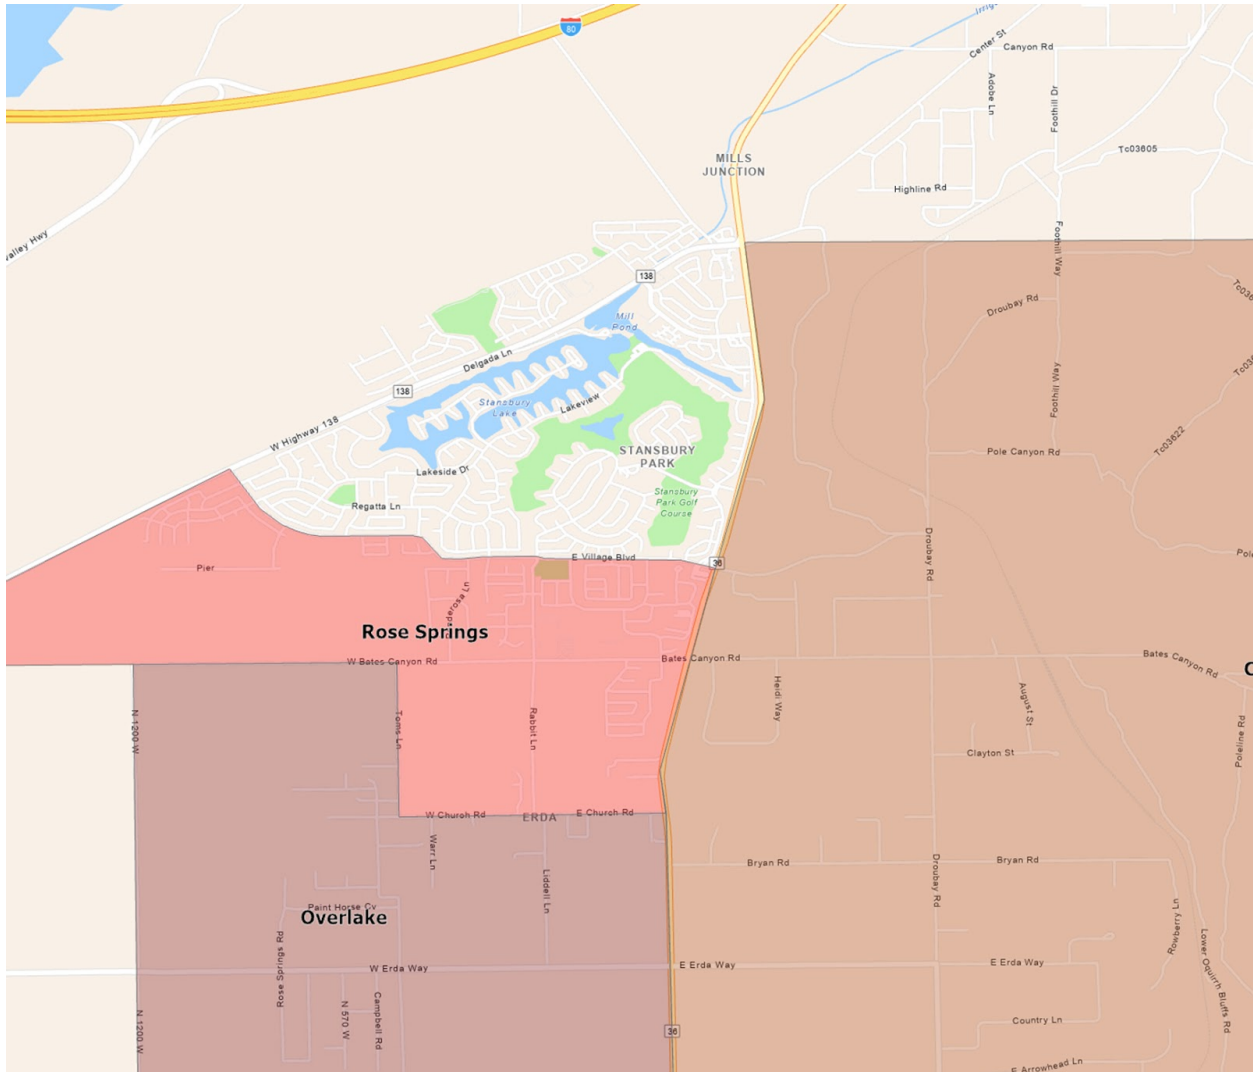 80
Irrig
Center St
Canyon Rd
Adobe Ln
Foothill Dr
Tc03605
MILLS
JUNCTION
Highline Rd
valley Hwy
Foothill Way
138
Droubay Rd
Mill
Pond
Delgada Ln
138
Stansbury
Lake
Lakeview
Foothill Way
W Highway 138
Tc03622
STANSBURY
PARK
Pole Canyon Rd
Lakeside Dr
Stansbury
Park Golf
Course
Regatta Ln
Droubay Rd
E Village Blvd
36
Pole
Pier
derosa Ln
Rose Springs
W Bates Canyon Rd
Bates Canyon Rd
Bates Canyon Rd
N 1200 W
Toms Ln
Rabbit Ln
Heidi Way
August St
Poleline Rd
Clayton St
W Church Rd
ERDA
E Church Rd
Warr Ln
Liddell Ln
Bryan Rd
Droubay Rd
Bryan Rd
Paint Horse Cv
Overlake
Rose Springs Rd
Rowberry Ln
Lower Oquirrh Bluffs Rd
W Erda Way
E Erda Way
E Erda Way
N 1200 W
N 570 W
Campbell Rd
36
Country Ln
E Arrowhead Ln